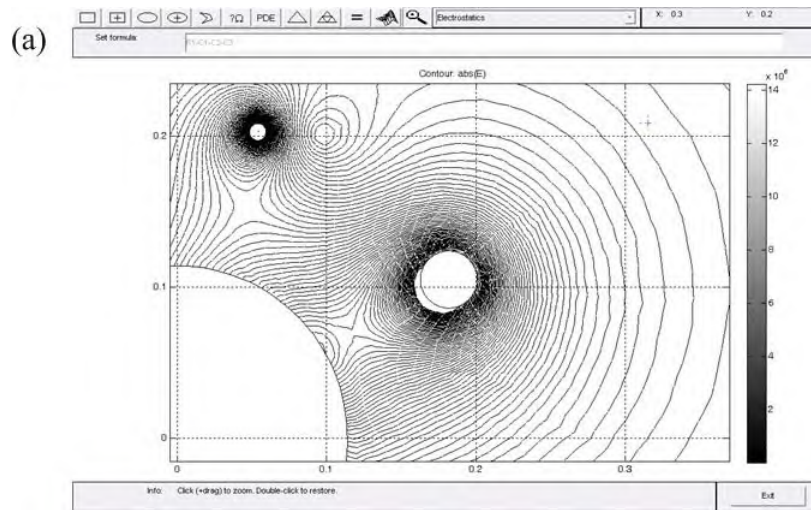 (a)
?Ω PDE = Electrostatics X: 0.3 Y: 0.2
Set formula:
Contour: abs(E)
x 10⁶
14
12
10
8
6
4
2
0.2
0.1
0
0 0.1 0.2 0.3
Info: Click (+drag) to zoom. Double-click to restore.
Exit